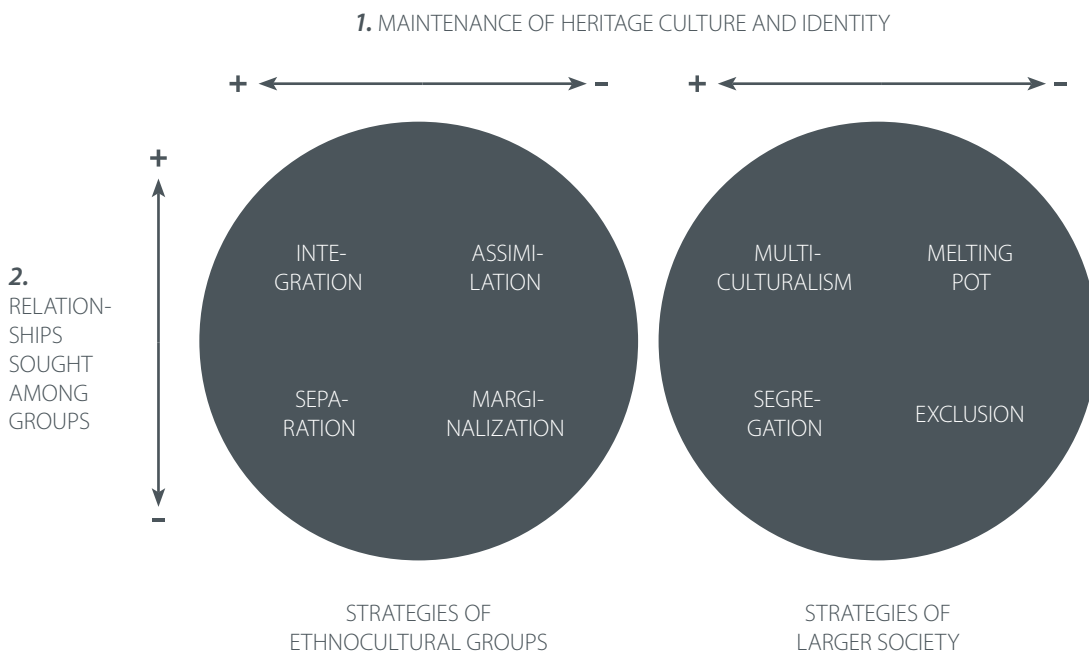 1. MAINTENANCE OF HERITAGE CULTURE AND IDENTITY
+ -
+ -
+
2.
RELATION-
SHIPS
SOUGHT
AMONG
GROUPS
-
INTE-
GRATION
ASSIMI-
LATION
SEPA-
RATION
MARGI-
NALIZATION
MULTI-
CULTURALISM
MELTING
POT
SEGRE-
GATION
EXCLUSION
STRATEGIES OF
ETHNOCULTURAL GROUPS
STRATEGIES OF
LARGER SOCIETY